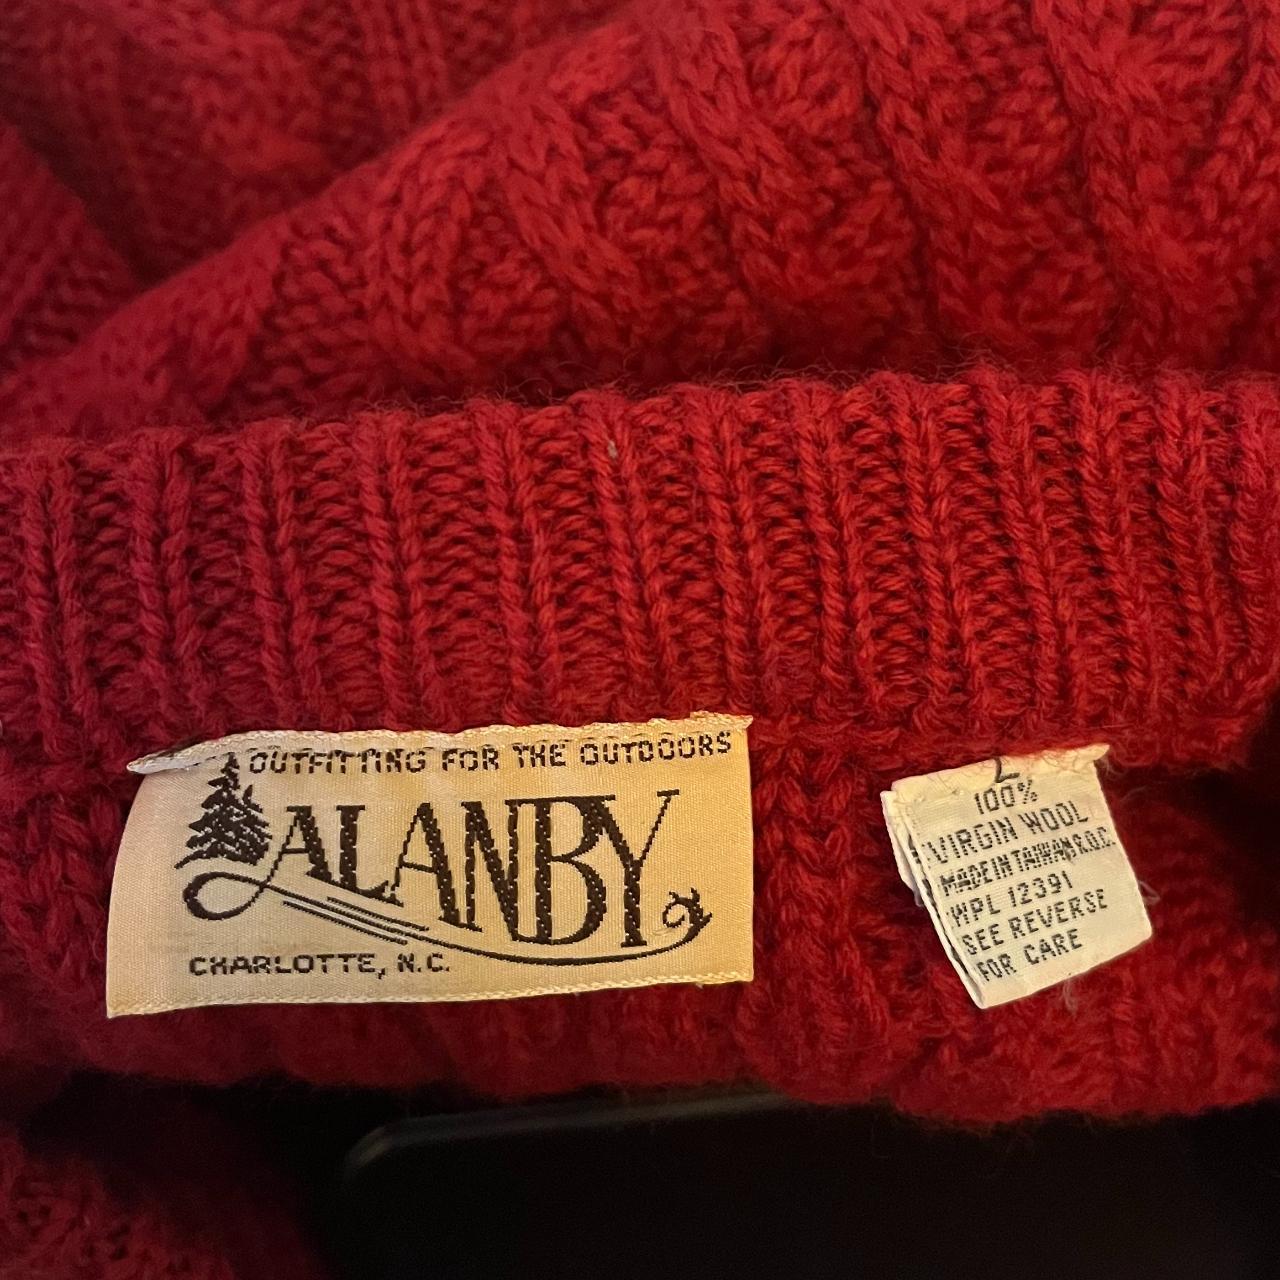 OUTFITTING FOR THE OUTDOORS
ALANBY
CHARLOTTE, N.C.
100%
VIRGIN WOOL
MADE IN TAIWAN R.O.C.
WPL 12391
SEE REVERSE
FOR CARE